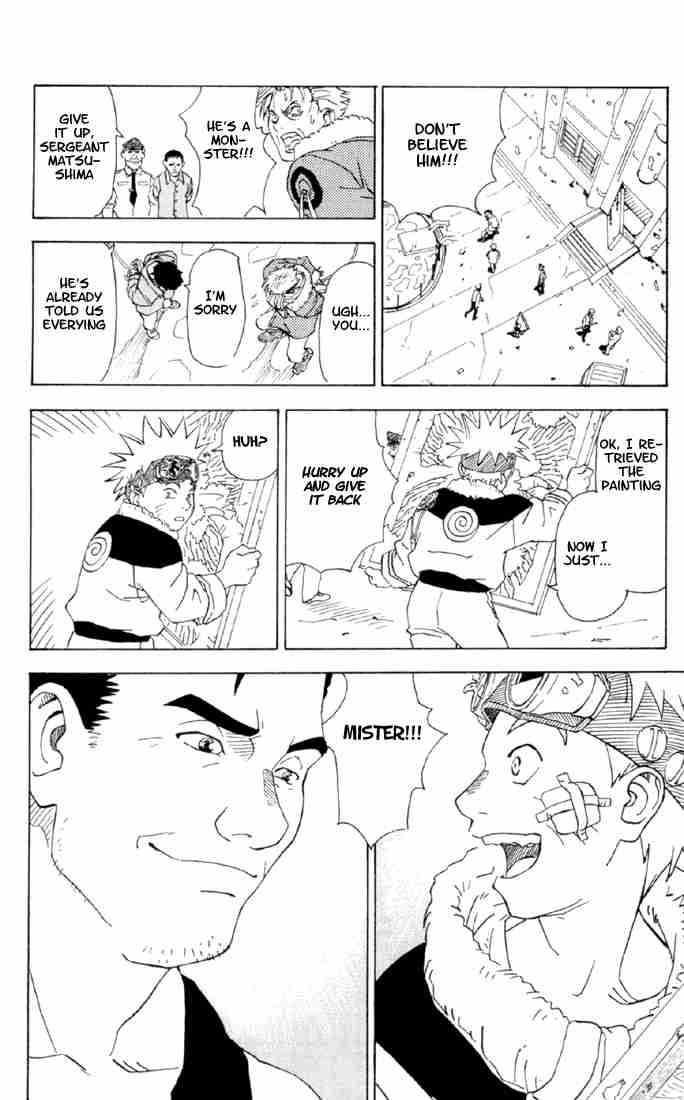 DON'T
BELIEVE
HIM!!!
HE'S A
MON-
STER!!!
GIVE
IT UP,
SERGEANT
MATSU-
SHIMA
UGH...
YOU...
I'M
SORRY
HE'S
ALREADY
TOLD US
EVERYING
OK, I RE-
TRIEVED
THE
PAINTING
NOW I
JUST...
HURRY UP
AND GIVE
IT BACK
HUH?
MISTER!!!